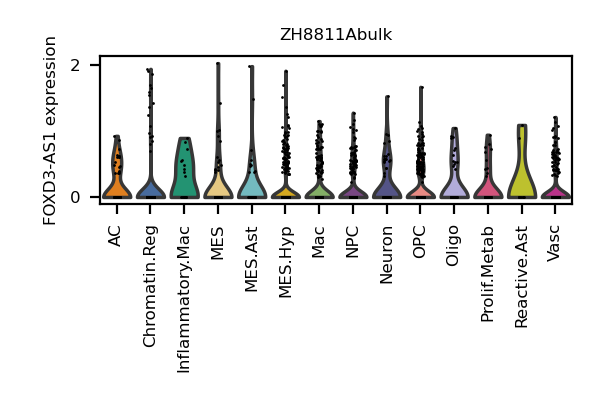 ZH8811Abulk
FOXD3-AS1 expression
2
0
AC
Chromatin.Reg
Inflammatory.Mac
MES
MES.Ast
MES.Hyp
Mac
NPC
Neuron
OPC
Oligo
Prolif.Metab
Reactive.Ast
Vasc